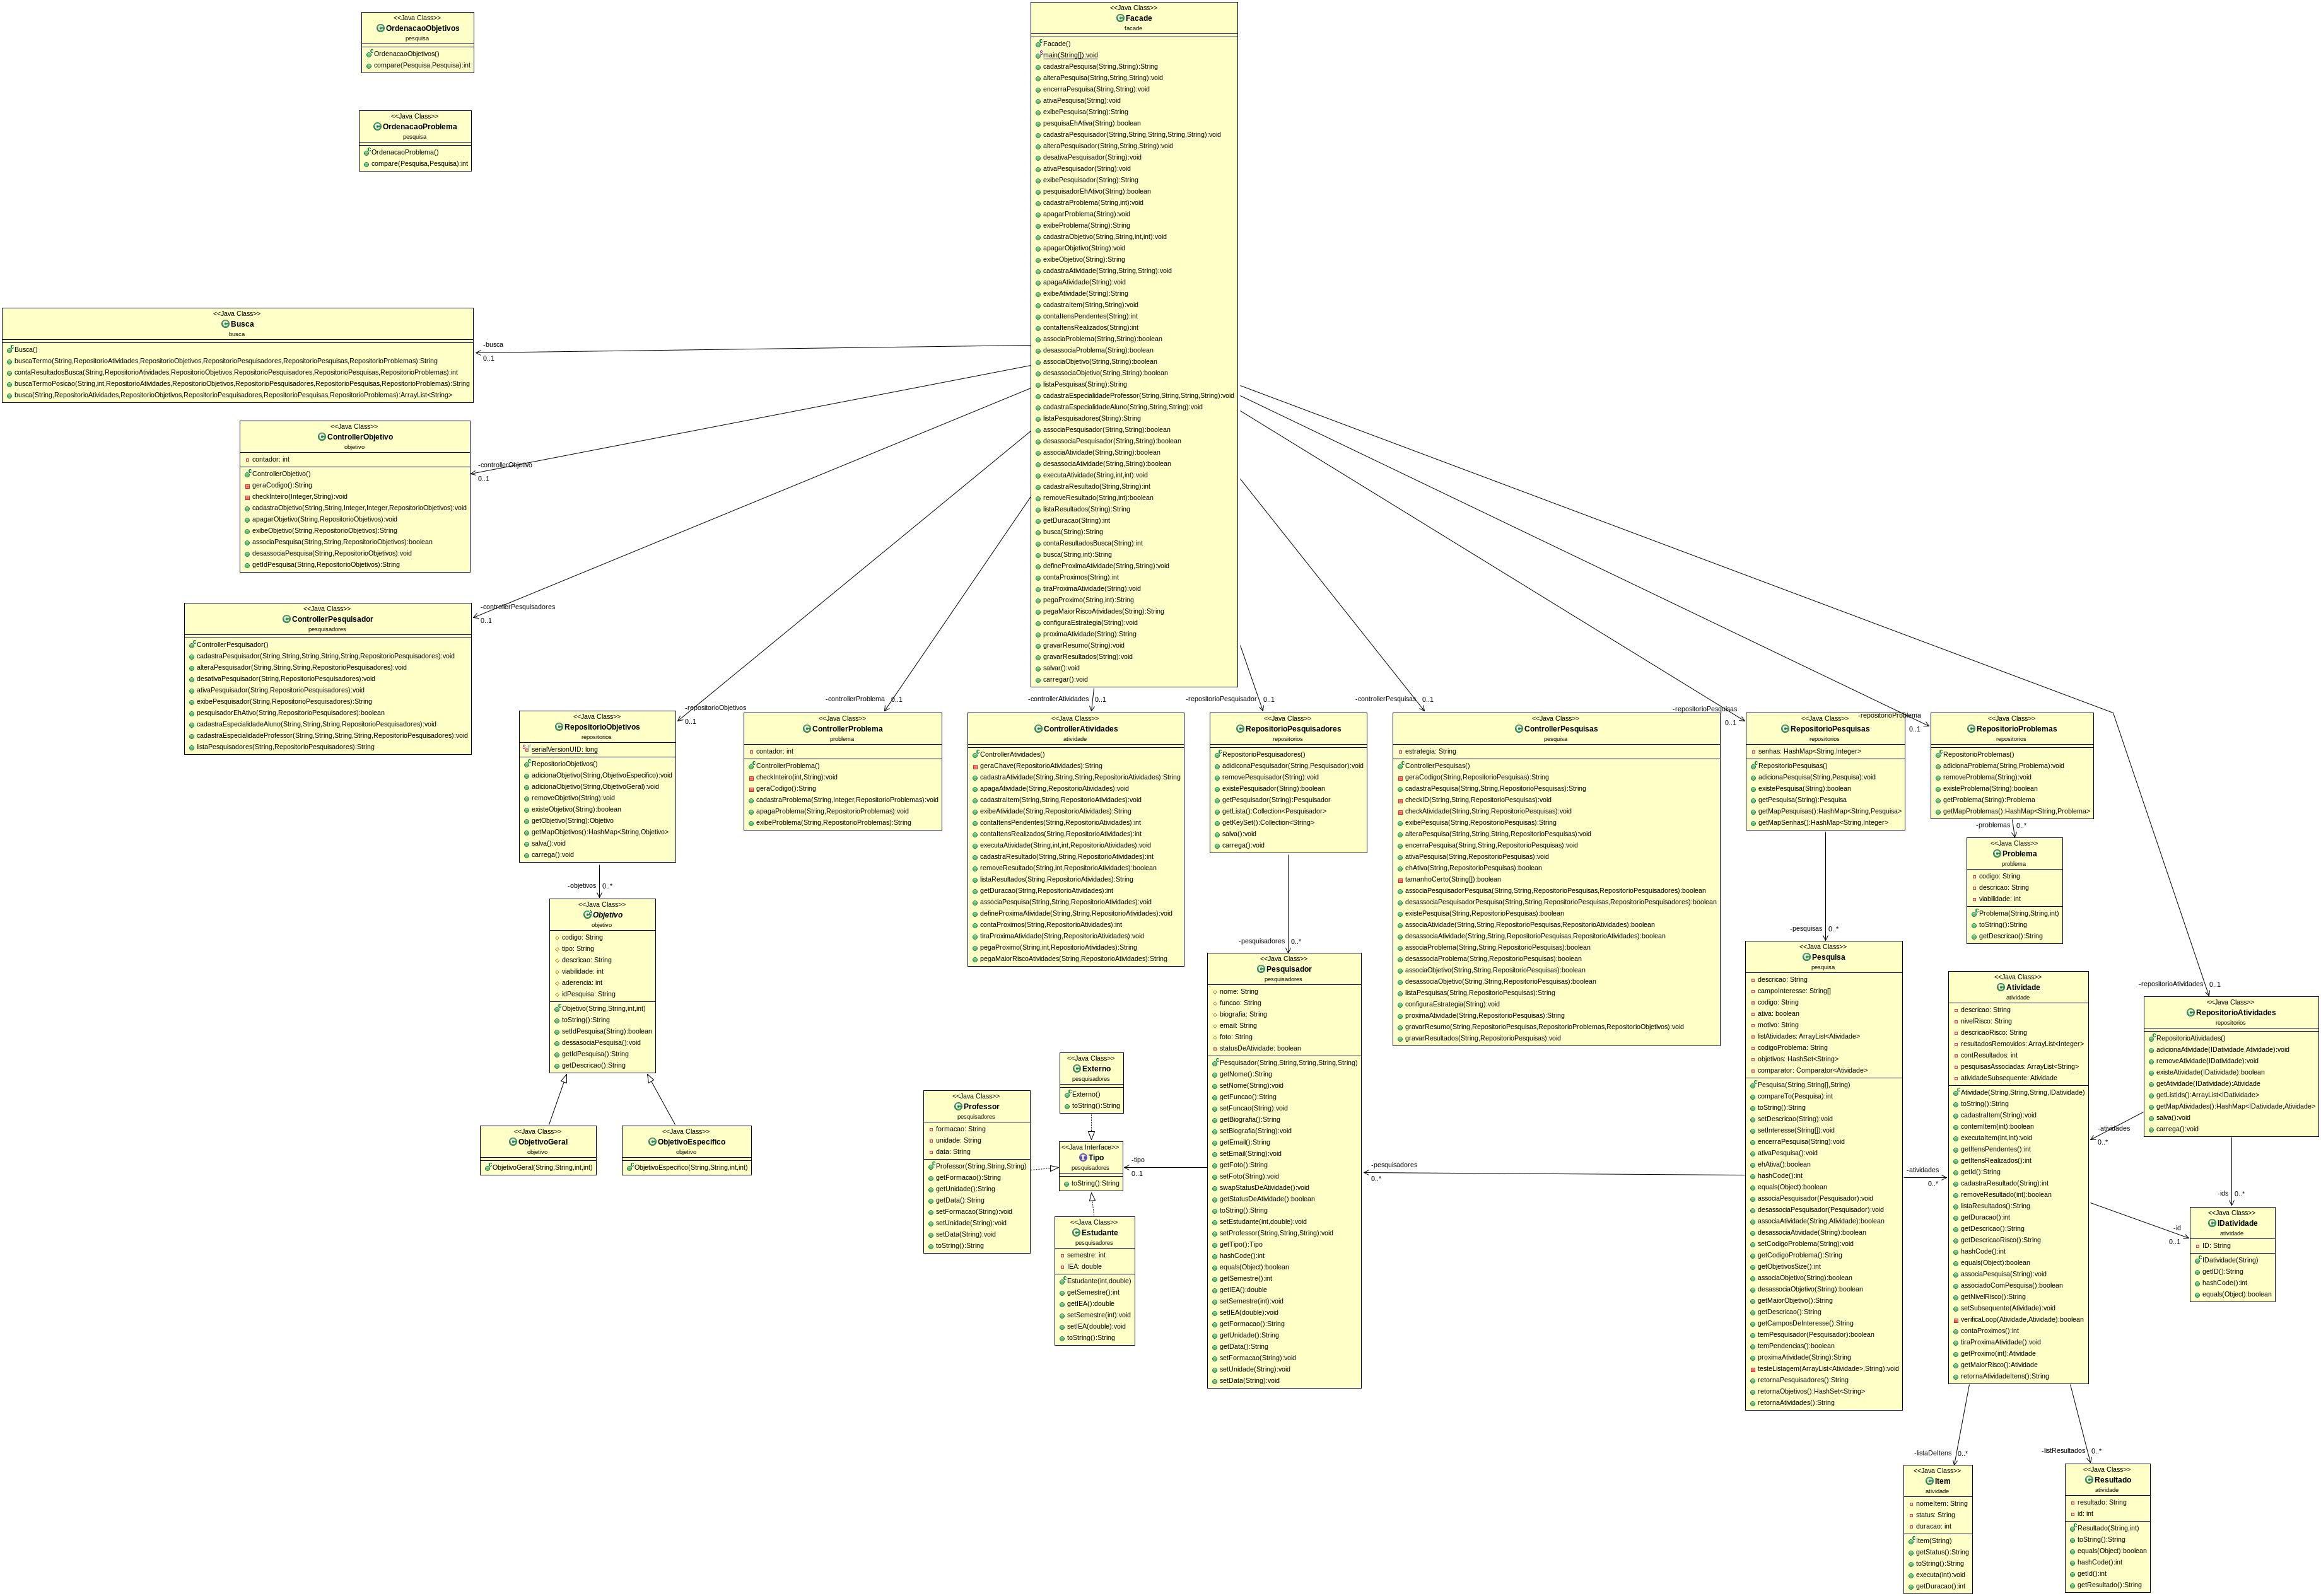 <<Java Class>>
OrdenacaoObjetivos
pesquisa
OrdenacaoObjetivos()
compare(Pesquisa,Pesquisa):int
<<Java Class>>
OrdenacaoProblema
pesquisa
OrdenacaoProblema()
compare(Pesquisa,Pesquisa):int
<<Java Class>>
Facade
facade
Facade()
main(String[]):void
cadastraPesquisa(String,String):String
alteraPesquisa(String,String,String):void
encerraPesquisa(String,String):void
ativaPesquisa(String):void
exibePesquisa(String):String
pesquisaEhAtiva(String):boolean
cadastraPesquisador(String,String,String,String,String):void
alteraPesquisador(String,String,String):void
desativaPesquisador(String):void
ativaPesquisador(String):void
exibePesquisador(String):String
pesquisadorEhAtivo(String):boolean
cadastraProblema(String,int):void
apagarProblema(String):void
exibeProblema(String):String
cadastraObjetivo(String,String,int,int):void
apagarObjetivo(String):void
exibeObjetivo(String):String
cadastraAtividade(String,String,String):void
apagaAtividade(String):void
exibeAtividade(String):String
cadastraItem(String,String):void
contaItensPendentes(String):int
contaItensRealizados(String):int
associaProblema(String,String):boolean
desassociaProblema(String):boolean
associaObjetivo(String,String):boolean
desassociaObjetivo(String,String):boolean
listaPesquisas(String):String
cadastraEspecialidadeProfessor(String,String,String,String):void
cadastraEspecialidadeAluno(String,String,String):void
listaPesquisadores(String):String
associaPesquisador(String,String):boolean
desassociaPesquisador(String,String):boolean
associaAtividade(String,String):boolean
desassociaAtividade(String,String):boolean
executaAtividade(String,int,int):void
cadastraResultado(String,String):int
removeResultado(String,int):boolean
listaResultados(String):String
getDuracao(String):int
busca(String):String
contaResultadosBusca(String):int
busca(String,int):String
defineProximaAtividade(String,String):void
contaProximos(String):int
tiraProximaAtividade(String):void
pegaProximo(String,int):String
pegaMaiorRiscoAtividades(String):String
configuraEstrategia(String):void
proximaAtividade(String):String
gravarResumo(String):void
gravarResultados(String):void
salvar():void
carregar():void
<<Java Class>>
Busca
busca
Busca()
buscaTermo(String,RepositorioAtividades,RepositorioObjetivos,RepositorioPesquisadores,RepositorioPesquisas,RepositorioProblemas):String
contaResultadosBusca(String,RepositorioAtividades,RepositorioObjetivos,RepositorioPesquisadores,RepositorioPesquisas,RepositorioProblemas):int
buscaTermoPosicao(String,int,RepositorioAtividades,RepositorioObjetivos,RepositorioPesquisadores,RepositorioPesquisas,RepositorioProblemas):String
busca(String,RepositorioAtividades,RepositorioObjetivos,RepositorioPesquisadores,RepositorioPesquisas,RepositorioProblemas):ArrayList<String>
-busca
0..1
<<Java Class>>
ControllerObjetivo
objetivo
contador: int
ControllerObjetivo()
geraCodigo():String
checkInteiro(Integer,String):void
cadastraObjetivo(String,String,Integer,Integer,RepositorioObjetivos):void
apagarObjetivo(String,RepositorioObjetivos):void
exibeObjetivo(String,RepositorioObjetivos):String
associaPesquisa(String,String,RepositorioObjetivos):boolean
desassociaPesquisa(String,RepositorioObjetivos):void
getIdPesquisa(String,RepositorioObjetivos):String
-controllerObjetivo
0..1
<<Java Class>>
ControllerPesquisador
pesquisadores
ControllerPesquisador()
cadastraPesquisador(String,String,String,String,String,RepositorioPesquisadores):void
alteraPesquisador(String,String,String,RepositorioPesquisadores):void
desativaPesquisador(String,RepositorioPesquisadores):void
ativaPesquisador(String,RepositorioPesquisadores):void
exibePesquisador(String,RepositorioPesquisadores):String
pesquisadorEhAtivo(String,RepositorioPesquisadores):boolean
cadastraEspecialidadeAluno(String,String,String,RepositorioPesquisadores):void
cadastraEspecialidadeProfessor(String,String,String,String,RepositorioPesquisadores):void
listaPesquisadores(String,RepositorioPesquisadores):String
-controllerPesquisadores
0..1
-repositorioObjetivos
0..1
<<Java Class>>
RepositorioObjetivos
repositorios
serialVersionUID: long
RepositorioObjetivos()
adicionaObjetivo(String,ObjetivoEspecifico):void
adicionaObjetivo(String,ObjetivoGeral):void
removeObjetivo(String):void
existeObjetivo(String):boolean
getObjetivo(String):Objetivo
getMapObjetivos():HashMap<String,Objetivo>
salva():void
carrega():void
-objetivos
0..*
<<Java Class>>
Objetivo
objetivo
codigo: String
tipo: String
descricao: String
viabilidade: int
aderencia: int
idPesquisa: String
Objetivo(String,String,int,int)
toString():String
setIdPesquisa(String):boolean
dessasociaPesquisa():void
getIdPesquisa():String
getDescricao():String
<<Java Class>>
ObjetivoGeral
objetivo
ObjetivoGeral(String,String,int,int)
<<Java Class>>
ObjetivoEspecifico
objetivo
ObjetivoEspecifico(String,String,int,int)
-controllerProblema
0..1
<<Java Class>>
ControllerProblema
problema
contador: int
ControllerProblema()
checkInteiro(int,String):void
geraCodigo():String
cadastraProblema(String,Integer,RepositorioProblemas):void
apagaProblema(String,RepositorioProblemas):void
exibeProblema(String,RepositorioProblemas):String
-controllerAtividades
0..1
<<Java Class>>
ControllerAtividades
atividade
ControllerAtividades()
geraChave(RepositorioAtividades):String
cadastraAtividade(String,String,String,RepositorioAtividades):String
apagaAtividade(String,RepositorioAtividades):void
cadastraItem(String,String,RepositorioAtividades):void
exibeAtividade(String,RepositorioAtividades):String
contaItensPendentes(String,RepositorioAtividades):int
contaItensRealizados(String,RepositorioAtividades):int
executaAtividade(String,int,int,RepositorioAtividades):void
cadastraResultado(String,String,RepositorioAtividades):int
removeResultado(String,int,RepositorioAtividades):boolean
listaResultados(String,RepositorioAtividades):String
getDuracao(String,RepositorioAtividades):int
associaPesquisa(String,String,RepositorioAtividades):void
defineProximaAtividade(String,String,RepositorioAtividades):void
contaProximos(String,RepositorioAtividades):int
tiraProximaAtividade(String,RepositorioAtividades):void
pegaProximo(String,int,RepositorioAtividades):String
pegaMaiorRiscoAtividades(String,RepositorioAtividades):String
-repositorioPesquisador
0..1
<<Java Class>>
RepositorioPesquisadores
repositorios
RepositorioPesquisadores()
addiconaPesquisador(String,Pesquisador):void
removePesquisador(String):void
existePesquisador(String):boolean
getPesquisador(String):Pesquisador
getLista():Collection<Pesquisador>
getKeySet():Collection<String>
salva():void
carrega():void
-pesquisadores
0..*
<<Java Class>>
Pesquisador
pesquisadores
nome: String
funcao: String
biografia: String
email: String
foto: String
statusDeAtividade: boolean
Pesquisador(String,String,String,String,String)
getNome():String
setNome(String):void
getFuncao():String
setFuncao(String):void
getBiografia():String
setBiografia(String):void
getEmail():String
setEmail(String):void
getFoto():String
setFoto(String):void
swapStatusDeAtividade():void
getStatusDeAtividade():boolean
toString():String
setEstudante(int,double):void
setProfessor(String,String,String):void
getTipo():Tipo
hashCode():int
equals(Object):boolean
getSemestre():int
getIEA():double
setSemestre(int):void
setIEA(double):void
getFormacao():String
getUnidade():String
getData():String
setFormacao(String):void
setUnidade(String):void
setData(String):void
<<Java Class>>
Externo
pesquisadores
Externo()
toString():String
<<Java Class>>
Professor
pesquisadores
formacao: String
unidade: String
data: String
Professor(String,String,String)
getFormacao():String
getUnidade():String
getData():String
setFormacao(String):void
setUnidade(String):void
setData(String):void
toString():String
<<Java Interface>>
Tipo
pesquisadores
toString():String
-tipo
0..1
<<Java Class>>
Estudante
pesquisadores
semestre: int
IEA: double
Estudante(int,double)
getSemestre():int
getIEA():double
setSemestre(int):void
setIEA(double):void
toString():String
-controllerPesquisas
0..1
<<Java Class>>
ControllerPesquisas
pesquisa
estrategia: String
ControllerPesquisas()
geraCodigo(String,RepositorioPesquisas):String
cadastraPesquisa(String,String,RepositorioPesquisas):String
checkID(String,String,RepositorioPesquisas):void
checkAtividade(String,String,RepositorioPesquisas):void
exibePesquisa(String,RepositorioPesquisas):String
alteraPesquisa(String,String,String,RepositorioPesquisas):void
encerraPesquisa(String,String,RepositorioPesquisas):void
ativaPesquisa(String,RepositorioPesquisas):void
ehAtiva(String,RepositorioPesquisas):boolean
tamanhoCerto(String[]):boolean
associaPesquisadorPesquisa(String,String,RepositorioPesquisas,RepositorioPesquisadores):boolean
desassociaPesquisadorPesquisa(String,String,RepositorioPesquisas,RepositorioPesquisadores):boolean
existePesquisa(String,RepositorioPesquisas):boolean
associaAtividade(String,String,RepositorioPesquisas,RepositorioAtividades):boolean
desassociaAtividade(String,String,RepositorioPesquisas,RepositorioAtividades):boolean
associaProblema(String,String,RepositorioPesquisas):boolean
desassociaProblema(String,RepositorioPesquisas):boolean
associaObjetivo(String,String,RepositorioPesquisas):boolean
desassociaObjetivo(String,String,RepositorioPesquisas):boolean
listaPesquisas(String,RepositorioPesquisas):String
configuraEstrategia(String):void
proximaAtividade(String,RepositorioPesquisas):String
gravarResumo(String,RepositorioPesquisas,RepositorioProblemas,RepositorioObjetivos):void
gravarResultados(String,RepositorioPesquisas):void
-repositorioPesquisas
0..1
<<Java Class>>
RepositorioPesquisas
repositorios
senhas: HashMap<String,Integer>
RepositorioPesquisas()
adicionaPesquisa(String,Pesquisa):void
existePesquisa(String):boolean
getPesquisa(String):Pesquisa
getMapPesquisas():HashMap<String,Pesquisa>
getMapSenhas():HashMap<String,Integer>
-pesquisas
0..*
<<Java Class>>
Pesquisa
pesquisa
descricao: String
campoInteresse: String[]
codigo: String
ativa: boolean
motivo: String
listAtividades: ArrayList<Atividade>
codigoProblema: String
objetivos: HashSet<String>
comparator: Comparator<Atividade>
Pesquisa(String,String[],String)
compareTo(Pesquisa):int
toString():String
setDescricao(String):void
setInteresse(String[]):void
encerraPesquisa(String):void
ativaPesquisa():void
ehAtiva():boolean
hashCode():int
equals(Object):boolean
associaPesquisador(Pesquisador):void
desassociaPesquisador(Pesquisador):void
associaAtividade(String,Atividade):boolean
desassociaAtividade(String):boolean
setCodigoProblema(String):void
getCodigoProblema():String
getObjetivosSize():int
associaObjetivo(String):boolean
desassociaObjetivo(String):boolean
getMaiorObjetivo():String
getDescricao():String
getCamposDeInteresse():String
temPesquisador(Pesquisador):boolean
temPendencias():boolean
proximaAtividade(String):String
testeListagem(ArrayList<Atividade>,String):void
retornaPesquisadores():String
retornaObjetivos():HashSet<String>
retornaAtividades():String
-pesquisadores
0..*
-atividades
0..*
-repositorioProblema
0..1
<<Java Class>>
RepositorioProblemas
repositorios
RepositorioProblemas()
adicionaProblema(String,Problema):void
removeProblema(String):void
existeProblema(String):boolean
getProblema(String):Problema
getMapProblemas():HashMap<String,Problema>
-problemas
0..*
<<Java Class>>
Problema
problema
codigo: String
descricao: String
viabilidade: int
Problema(String,String,int)
toString():String
getDescricao():String
<<Java Class>>
Atividade
atividade
descricao: String
nivelRisco: String
descricaoRisco: String
resultadosRemovidos: ArrayList<Integer>
contResultados: int
pesquisasAssociadas: ArrayList<String>
atividadeSubsequente: Atividade
Atividade(String,String,String,IDatividade)
toString():String
cadastraItem(String):void
contemItem(int):boolean
executaItem(int,int):void
getItensPendentes():int
getItensRealizados():int
getId():String
cadastraResultado(String):int
removeResultado(int):boolean
listaResultados():String
getDuracao():int
getDescricao():String
getDescricaoRisco():String
hashCode():int
equals(Object):boolean
associaPesquisa(String):void
associadoComPesquisa():boolean
getNivelRisco():String
setSubsequente(Atividade):void
verificaLoop(Atividade,Atividade):boolean
contaProximos():int
tiraProximaAtividade():void
getProximo(int):Atividade
getMaiorRisco():Atividade
retornaAtividadeItens():String
-repositorioAtividades
0..1
<<Java Class>>
RepositorioAtividades
repositorios
RepositorioAtividades()
adicionaAtividade(IDatividade,Atividade):void
removeAtividade(IDatividade):void
existeAtividade(IDatividade):boolean
getAtividade(IDatividade):Atividade
getListIds():ArrayList<IDatividade>
getMapAtividades():HashMap<IDatividade,Atividade>
salva():void
carrega():void
-atividades
0..*
-ids
0..*
-id
0..1
<<Java Class>>
IDatividade
atividade
ID: String
IDatividade(String)
getID():String
hashCode():int
equals(Object):boolean
-listaDeItens
0..*
<<Java Class>>
Item
atividade
nomeItem: String
status: String
duracao: int
Item(String)
getStatus():String
toString():String
executa(int):void
getDuracao():int
-listResultados
0..*
<<Java Class>>
Resultado
atividade
resultado: String
id: int
Resultado(String,int)
toString():String
equals(Object):boolean
hashCode():int
getId():int
getResultado():String